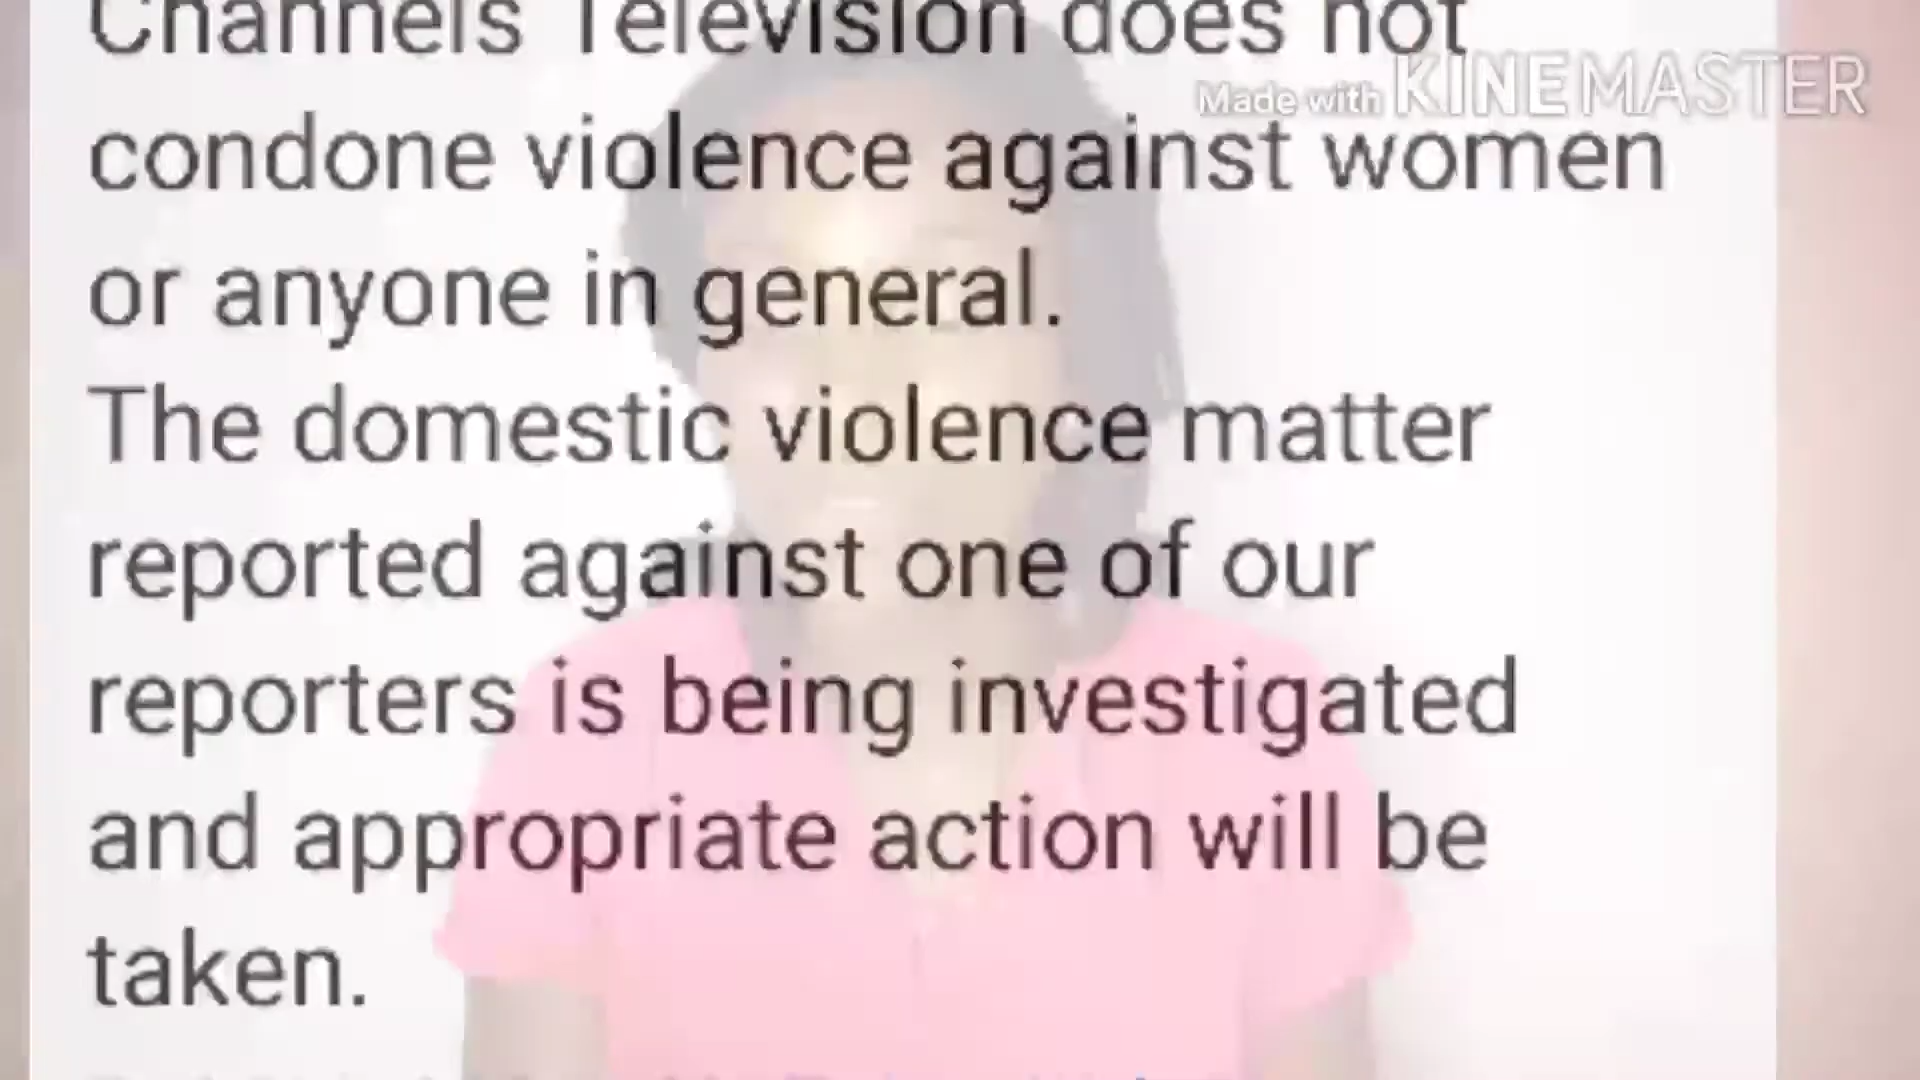 Channels Television does not
Made with KINEMASTER
condone violence against women
or anyone in general.
The domestic violence matter
reported against one of our
reporters is being investigated
and appropriate action will be
taken.